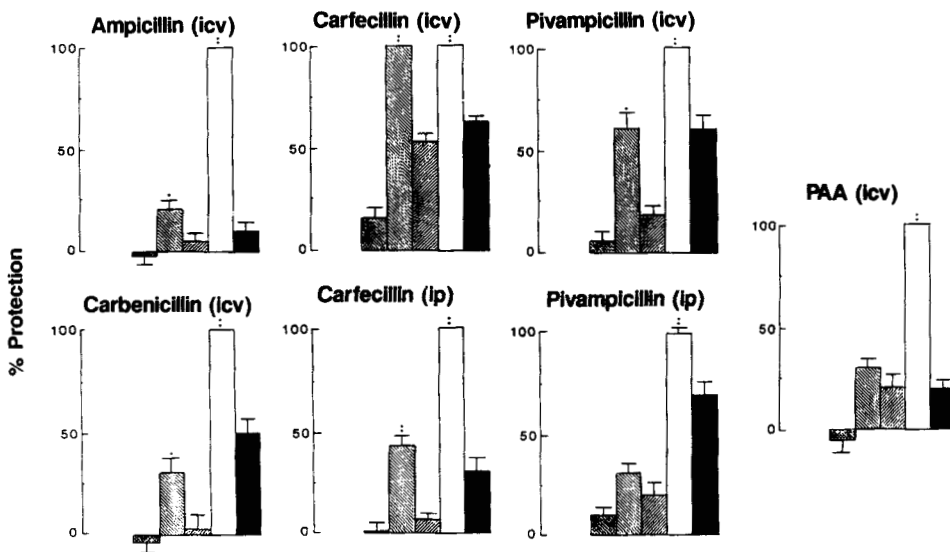 Ampicillin (icv)
100
50
0
Carfecillin (icv)
100
50
0
Pivampicillin (icv)
100
50
0
PAA (icv)
100
50
0
% Protection
Carbenicillin (icv)
100
50
0
Carfecillin (ip)
100
50
0
Pivampicillin (ip)
100
50
0